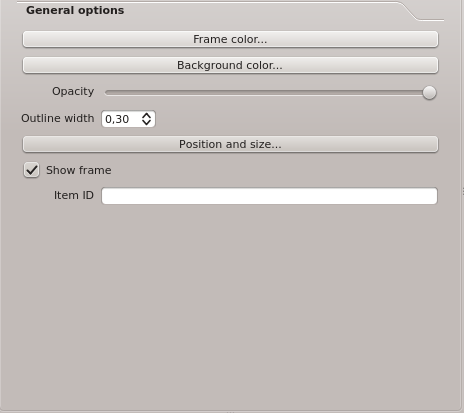 General options
Frame color...
Background color...
Opacity
Outline width 0,30
Position and size...
Show frame
Item ID